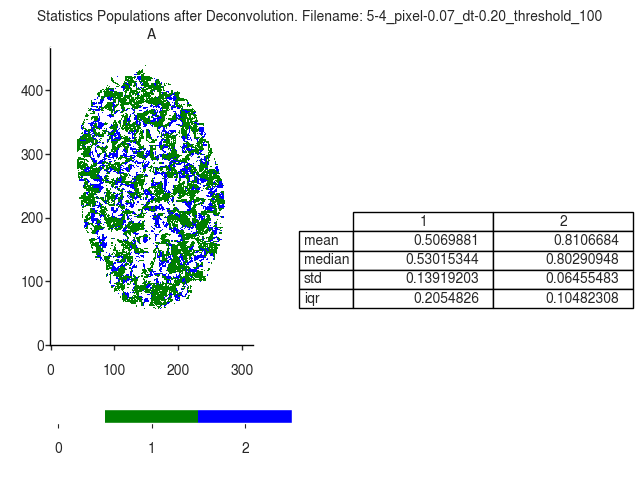 Statistics Populations after Deconvolution. Filename: 5-4_pixel-0.07_dt-0.20_threshold_100
A
400
300
200
100
0
0 100 200 300
1 2
mean 0.5069881 0.8106684
median 0.53015344 0.80290948
std 0.13919203 0.06455483
iqr 0.2054826 0.10482308
0 1 2